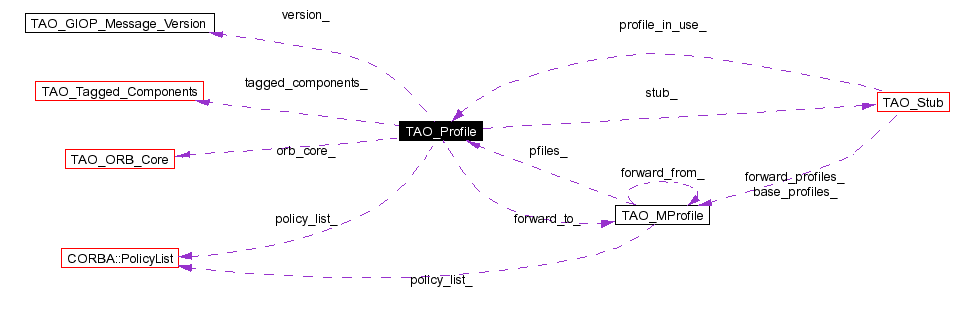 version_
TAO_GIOP_Message_Version
profile_in_use_
tagged_components_
TAO_Tagged_Components
stub_
TAO_Stub
TAO_Profile
orb_core_
TAO_ORB_Core
pfiles_
forward_from_
forward_profiles_
base_profiles_
policy_list_
forward_to_
TAO_MProfile
CORBA::PolicyList
policy_list_